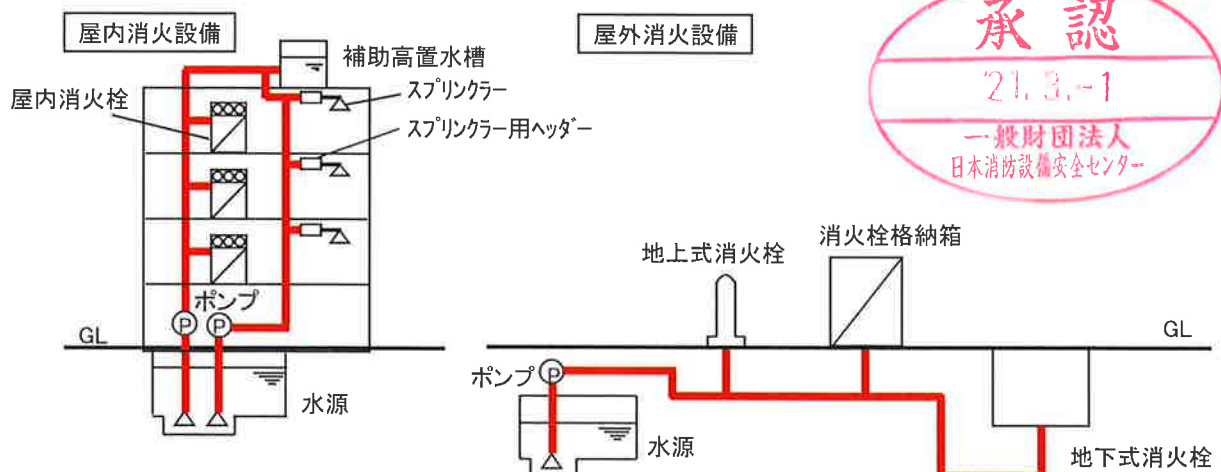 屋内消火設備
補助高置水槽
屋内消火栓
スプリンクラー
スプリンクラー用ヘッダー
ポンプ
P
P
GL
水源
屋外消火設備
承認
'21.3.-1
一般財団法人
日本消防設備安全センター
地上式消火栓
消火栓格納箱
GL
ポンプ
P
水源
地下式消火栓